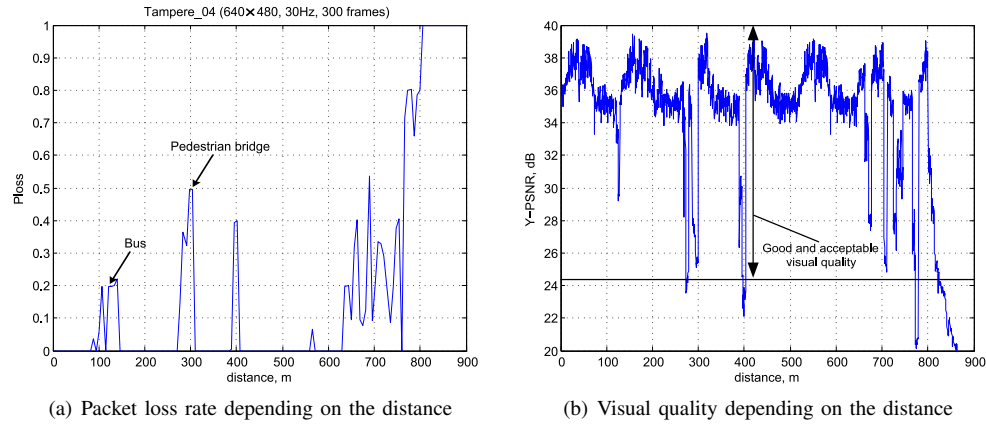 Tampere_04 (640×480, 30Hz, 300 frames)
1
0.9
0.8
0.7
0.6
0.5
0.4
0.3
0.2
0.1
0
Ploss
Pedestrian bridge
Bus
0 100 200 300 400 500 600 700 800 900
distance, m
(a) Packet loss rate depending on the distance
40
38
36
34
32
30
28
26
24
22
20
Y−PSNR, dB
Good and acceptable
visual quality
0 100 200 300 400 500 600 700 800 900
distance, m
(b) Visual quality depending on the distance